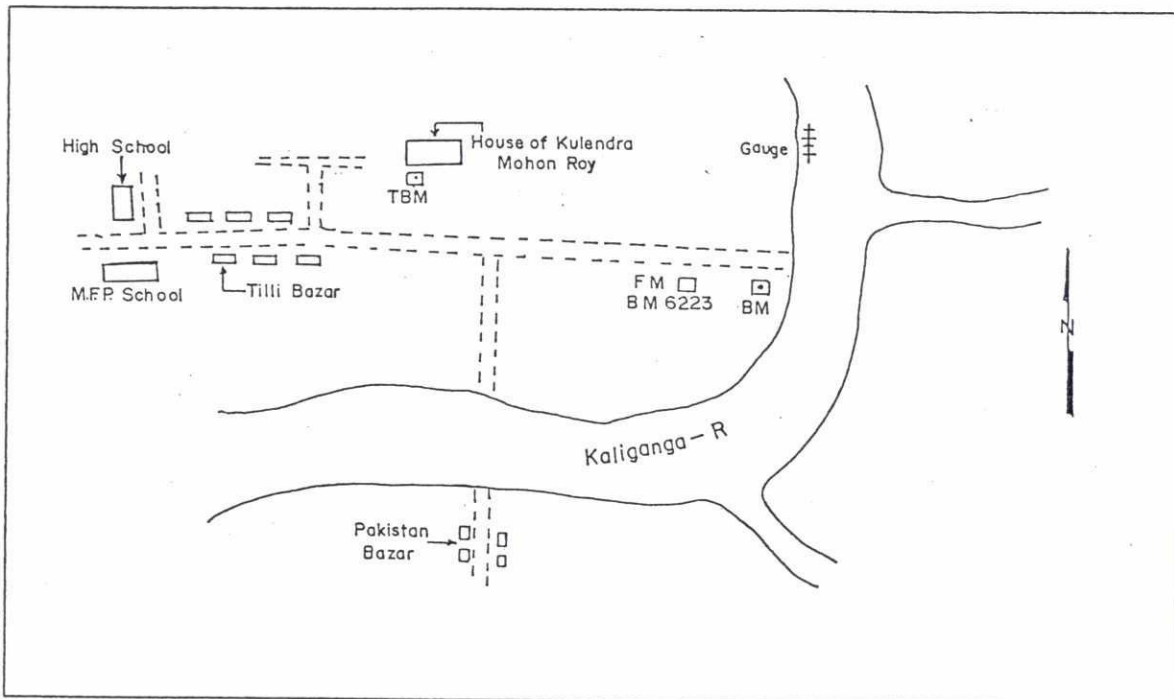 High School
House of Kulendra
Mohon Roy
Gauge
TBM
M.F.P. School
Tilli Bazar
FM
BM 6223
BM
N
Kaliganga-R
Pakistan
Bazar